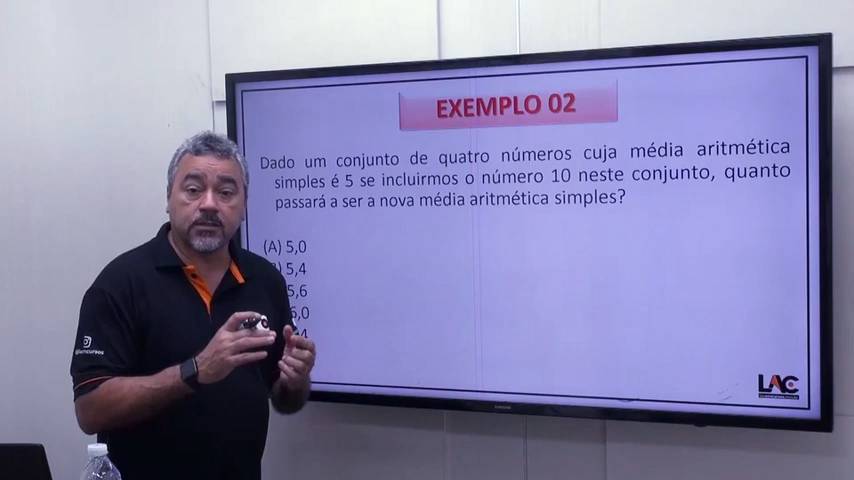 EXEMPLO 02
Dado um conjunto de quatro números cuja média aritmética
simples é 5 se incluirmos o número 10 neste conjunto, quanto
passará a ser a nova média aritmética simples?
(A) 5,0
) 5,4
5,6
6,0
4
LAC